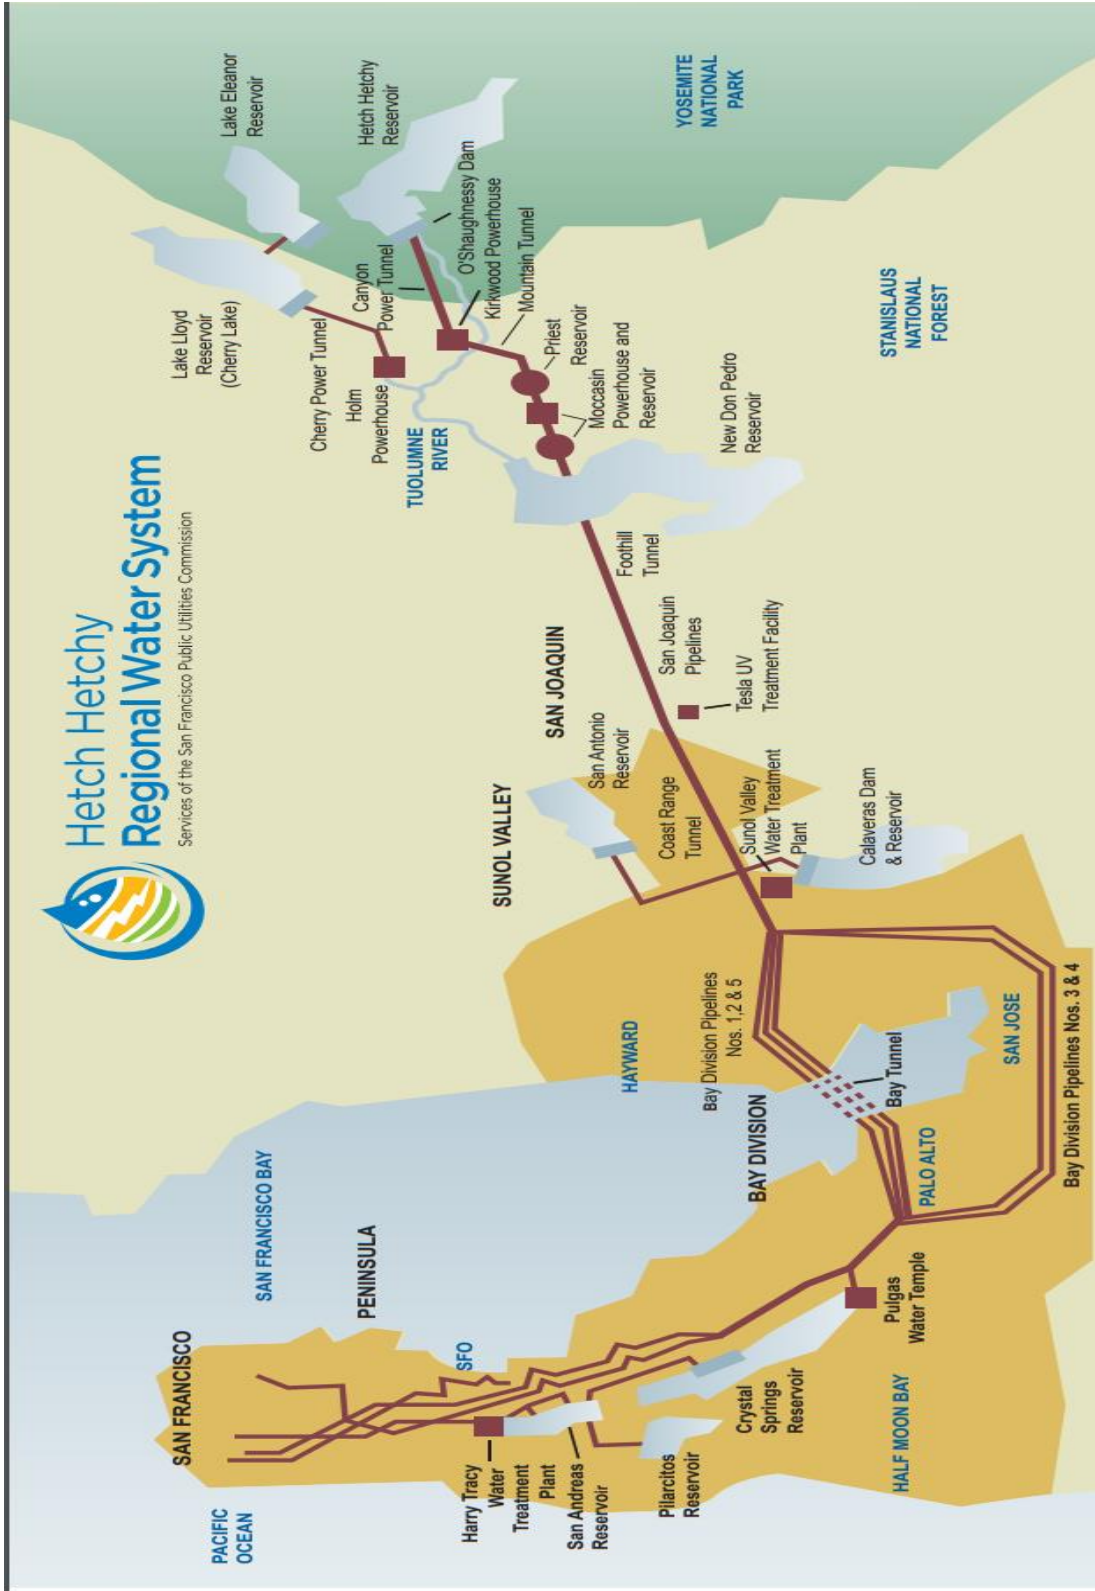 Hetch Hetchy
Regional Water System
Services of the San Francisco Public Utilities Commission
PACIFIC
OCEAN
SAN FRANCISCO
SAN FRANCISCO BAY
PENINSULA
SFO
Harry Tracy
Water
Treatment
Plant
San Andreas
Reservoir
Pilarcitos
Reservoir
Crystal
Springs
Reservoir
HALF MOON BAY
Pulgas
Water Temple
PALO ALTO
BAY DIVISION
Bay Tunnel
HAYWARD
Bay Division Pipelines
Nos. 1,2 & 5
SAN JOSE
Bay Division Pipelines Nos. 3 & 4
SUNOL VALLEY
San Antonio
Reservoir
Coast Range
Tunnel
Sunol Valley
Water Treatment
Plant
Calaveras Dam
& Reservoir
SAN JOAQUIN
San Joaquin
Pipelines
Tesla UV
Treatment Facility
Foothill
Tunnel
TUOLUMNE
RIVER
New Don Pedro
Reservoir
Moccasin
Powerhouse and
Reservoir
Priest
Reservoir
Holm
Powerhouse
Cherry Power Tunnel
Lake Lloyd
Reservoir
(Cherry Lake)
Canyon
Power Tunnel
Mountain Tunnel
Kirkwood Powerhouse
O'Shaughnessy Dam
Lake Eleanor
Reservoir
Hetch Hetchy
Reservoir
YOSEMITE
NATIONAL
PARK
STANISLAUS
NATIONAL
FOREST